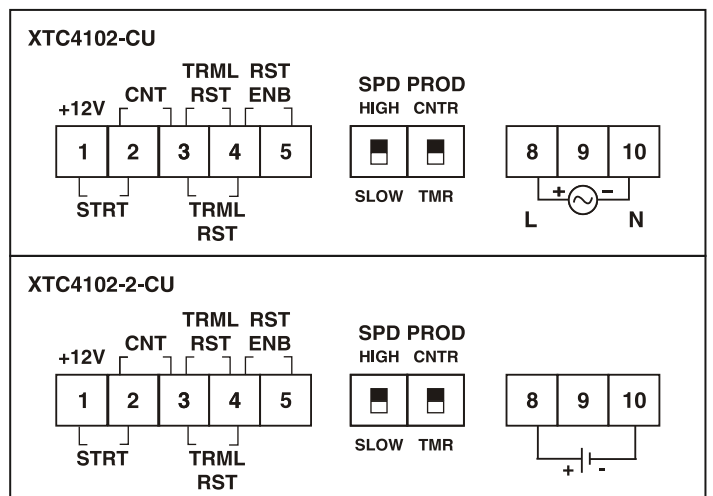 XTC4102-CU
TRML RST
SPD PROD
+12V CNT RST ENB
HIGH CNTR
1 2 3 4 5
8 9 10
STRT TRML
SLOW TMR
+ -
RST
L N
XTC4102-2-CU
TRML RST
SPD PROD
+12V CNT RST ENB
HIGH CNTR
1 2 3 4 5
8 9 10
STRT TRML
SLOW TMR
+ -
RST